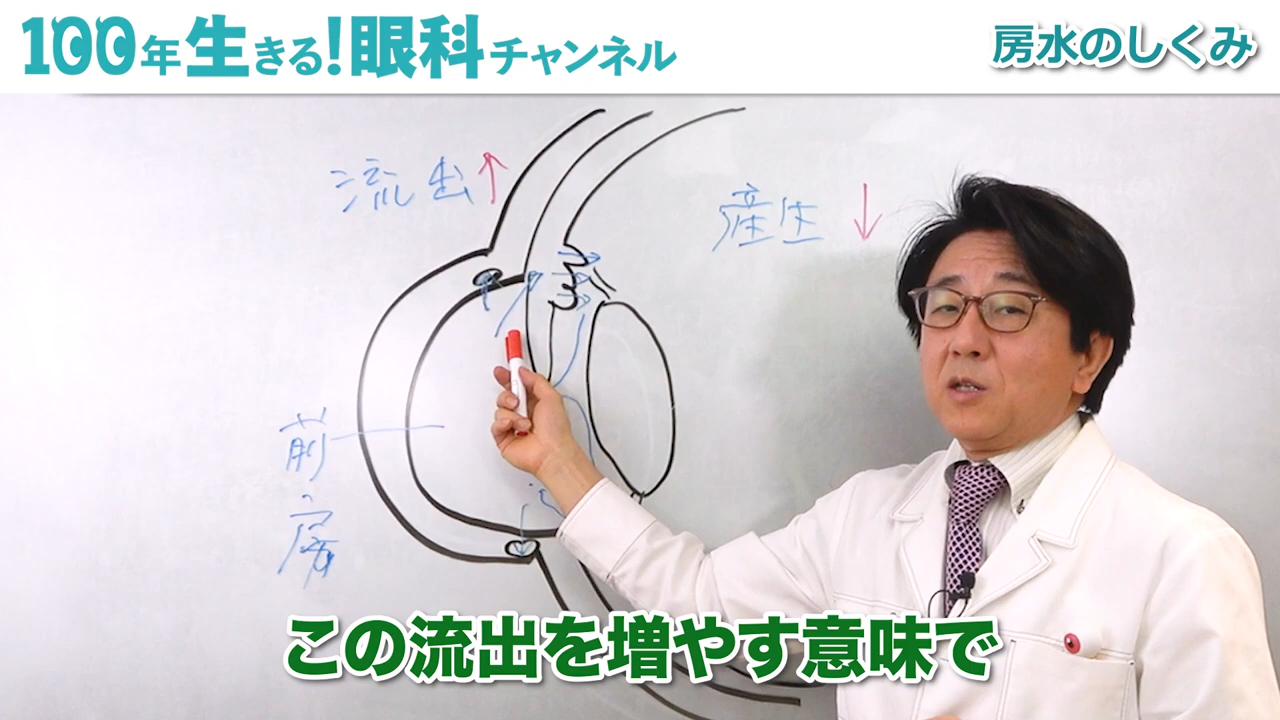 100年生きる!眼科チャンネル
房水のしくみ
流出↑
産生↓
前房
この流出を増やす意味で